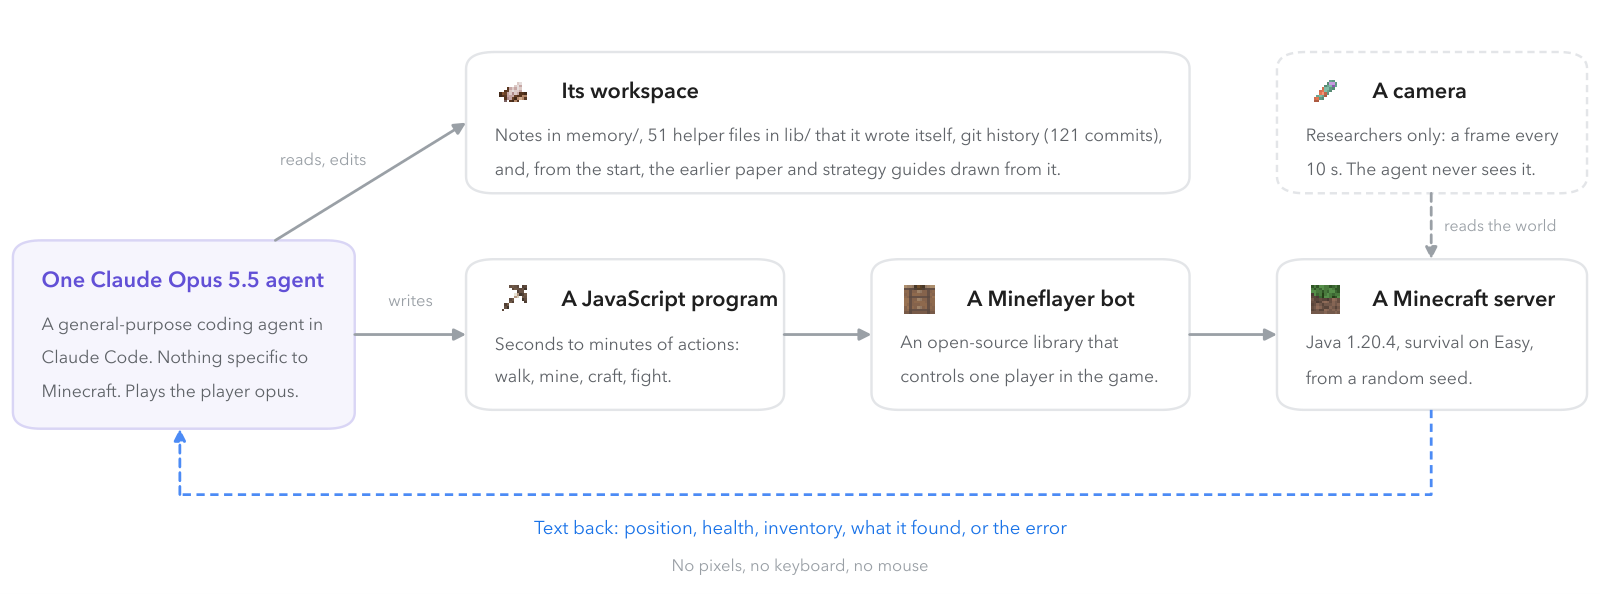 Its workspace
Notes in memory/, 51 helper files in lib/ that it wrote itself, git history (121 commits),
and, from the start, the earlier paper and strategy guides drawn from it.
A camera
Researchers only: a frame every
10 s. The agent never sees it.
reads, edits
reads the world
One Claude Opus 5.5 agent
A general-purpose coding agent in
Claude Code. Nothing specific to
Minecraft. Plays the player opus.
writes
A JavaScript program
Seconds to minutes of actions:
walk, mine, craft, fight.
A Mineflayer bot
An open-source library that
controls one player in the game.
A Minecraft server
Java 1.20.4, survival on Easy,
from a random seed.
Text back: position, health, inventory, what it found, or the error
No pixels, no keyboard, no mouse